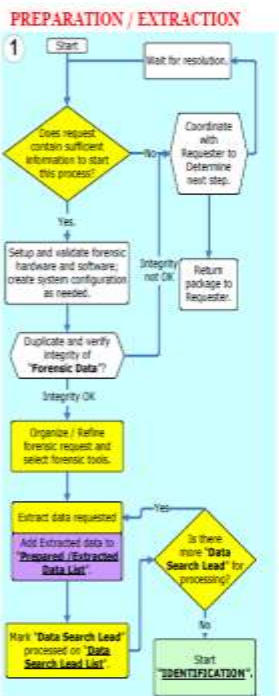 PREPARATION / EXTRACTION
1
Start
Wait for resolution.
Does request
contain sufficient
information to start
this process?
No
Coordinate
with
Requester to
Determine
next step.
Yes.
Setup and validate forensic
hardware and software;
create system configuration
as needed.
Integrity
not OK
Return
package to
Requester.
Duplicate and verify
integrity of
"Forensic Data"?
Integrity OK
Organize / Refine
forensic request and
select forensic tools.
Extract data requested
Yes
Add Extracted data to
"Prepared /Extracted
Data List".
Is there
more "Data
Search Lead" for
processing?
Mark "Data Search Lead"
processed on "Data
Search Lead List".
No
Start
"IDENTIFICATION".